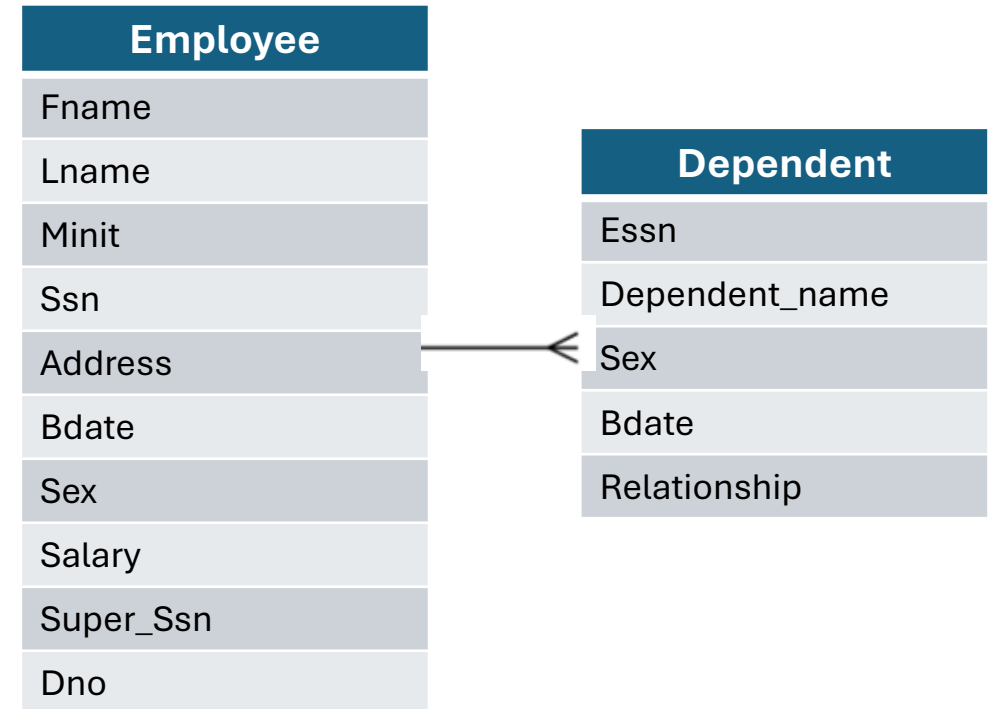 Employee
Fname
Lname
Minit
Ssn
Address
Bdate
Sex
Salary
Super_Ssn
Dno
Dependent
Essn
Dependent_name
Sex
Bdate
Relationship